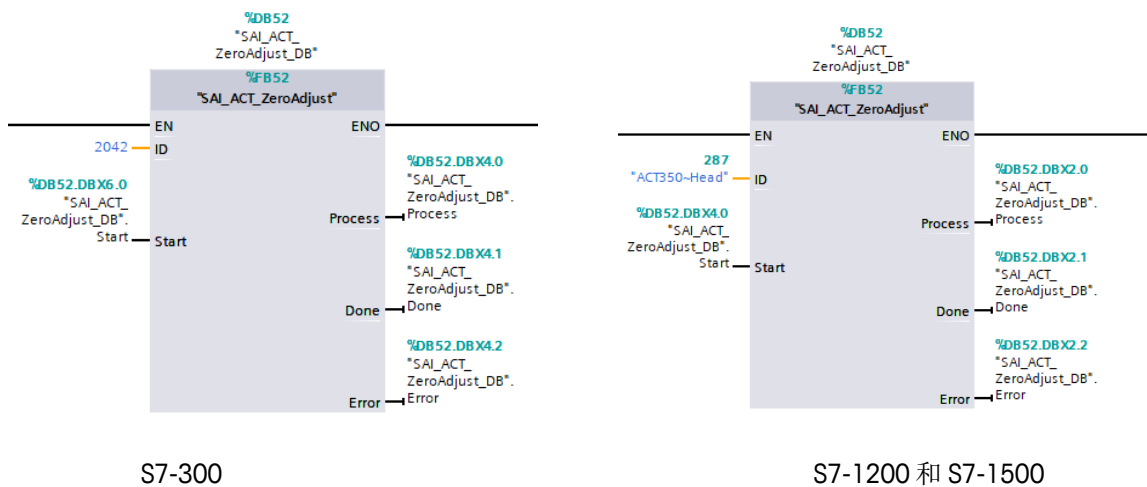 %DB52
"SAI_ACT_
ZeroAdjust_DB"
%FB52
"SAI_ACT_ZeroAdjust"
EN
ENO
2042
ID
%DB52.DBX6.0
"SAI_ACT_
ZeroAdjust_DB".
Start
Start
%DB52.DBX4.0
"SAI_ACT_
ZeroAdjust_DB".
Process
Process
%DB52.DBX4.1
"SAI_ACT_
ZeroAdjust_DB".
Done
Done
%DB52.DBX4.2
"SAI_ACT_
ZeroAdjust_DB".
Error
Error
S7-300
%DB52
"SAI_ACT_
ZeroAdjust_DB"
%FB52
"SAI_ACT_ZeroAdjust"
EN
ENO
287
"ACT350~Head"
ID
%DB52.DBX4.0
"SAI_ACT_
ZeroAdjust_DB".
Start
Start
%DB52.DBX2.0
"SAI_ACT_
ZeroAdjust_DB".
Process
Process
%DB52.DBX2.1
"SAI_ACT_
ZeroAdjust_DB".
Done
Done
%DB52.DBX2.2
"SAI_ACT_
ZeroAdjust_DB".
Error
Error
S7-1200 和 S7-1500